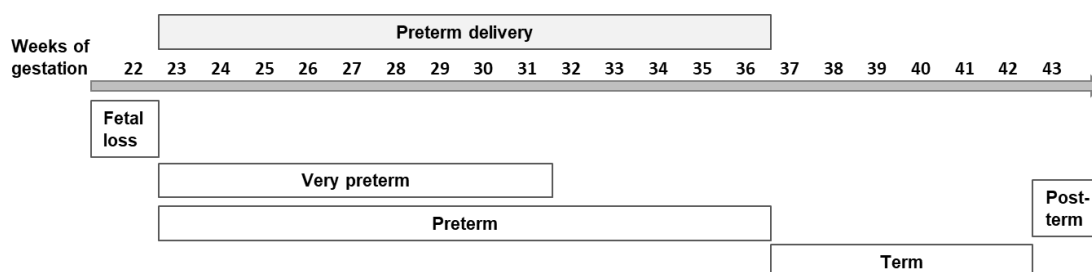 Preterm delivery
Weeks of
gestation 22 23 24 25 26 27 28 29 30 31 32 33 34 35 36 37 38 39 40 41 42 43
Fetal
loss
Very preterm
Preterm
Post-
term
Term